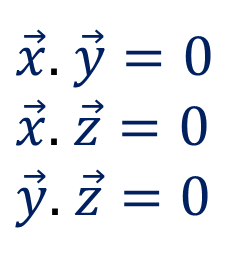 x⃗. y⃗ = 0
x⃗. z⃗ = 0
y⃗. z⃗ = 0